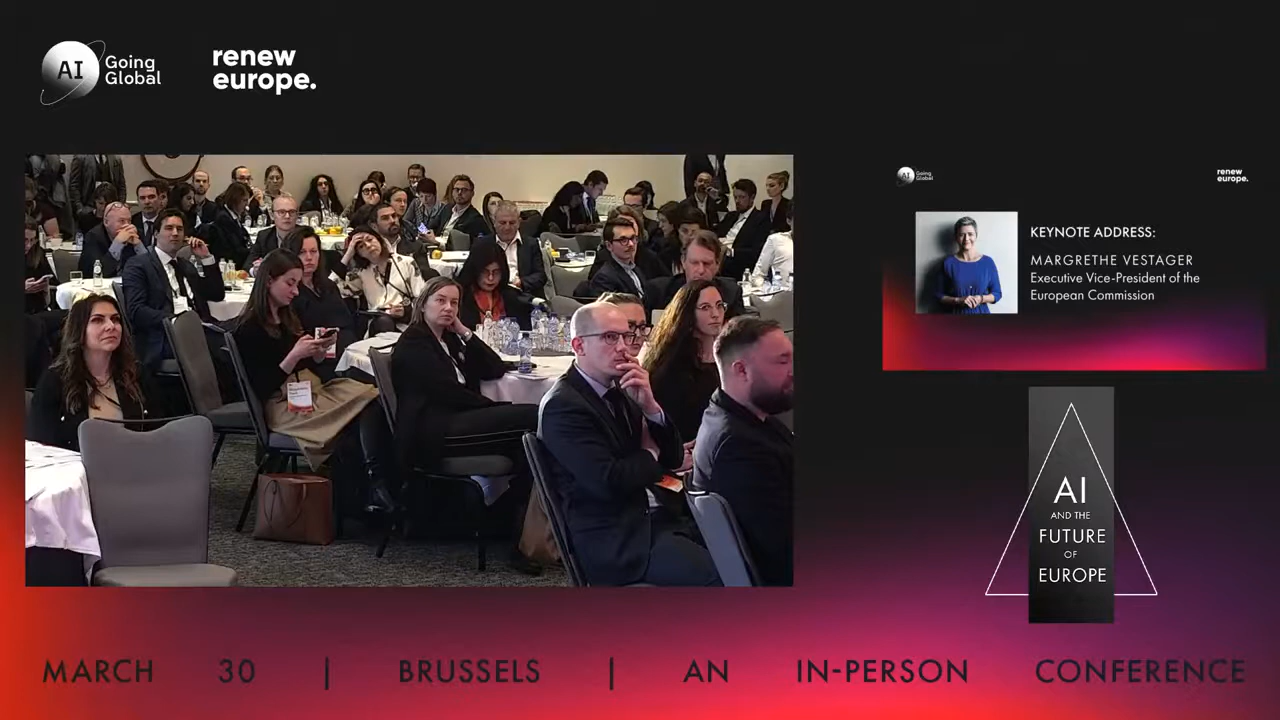 AI
Going
Global
renew
europe.
AI
Going
Global
renew
europe.
KEYNOTE ADDRESS:
MARGRETHE VESTAGER
Executive Vice-President of the
European Commission
AI
AND THE
FUTURE
OF
EUROPE
MARCH 30 | BRUSSELS | AN IN-PERSON CONFERENCE